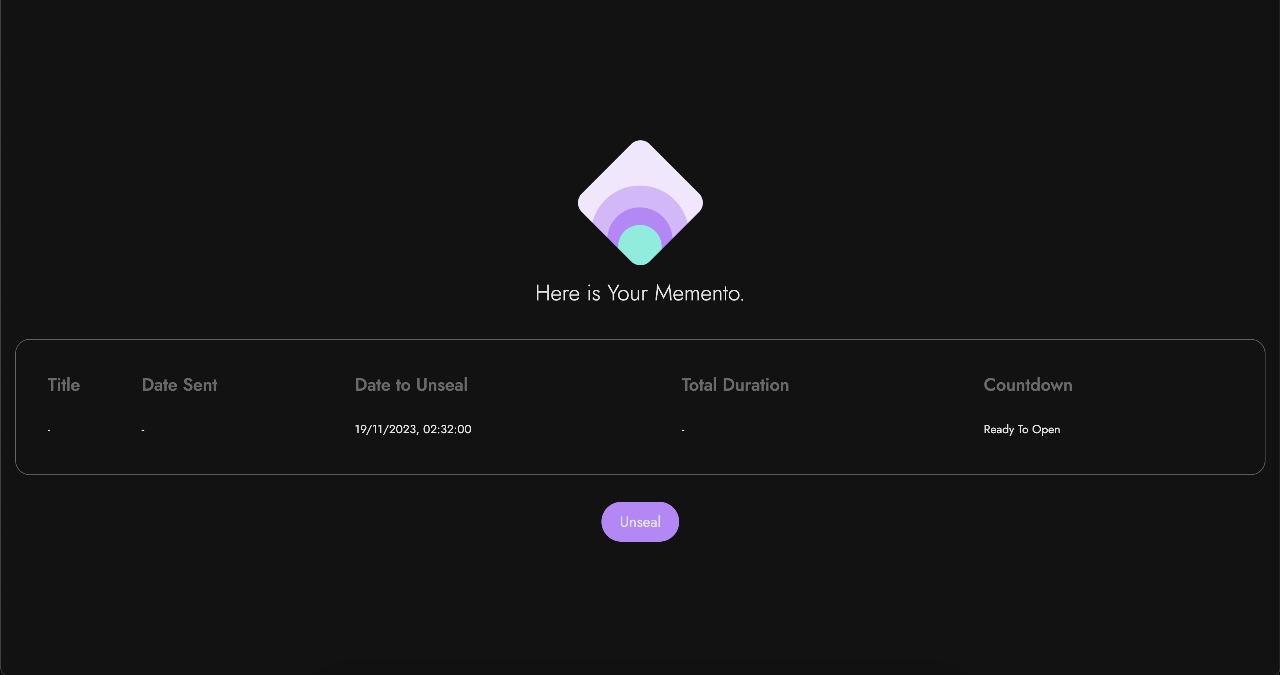 Here is Your Memento.
Title Date Sent Date to Unseal Total Duration Countdown
- - 19/11/2023, 02:32:00 - Ready To Open
Unseal